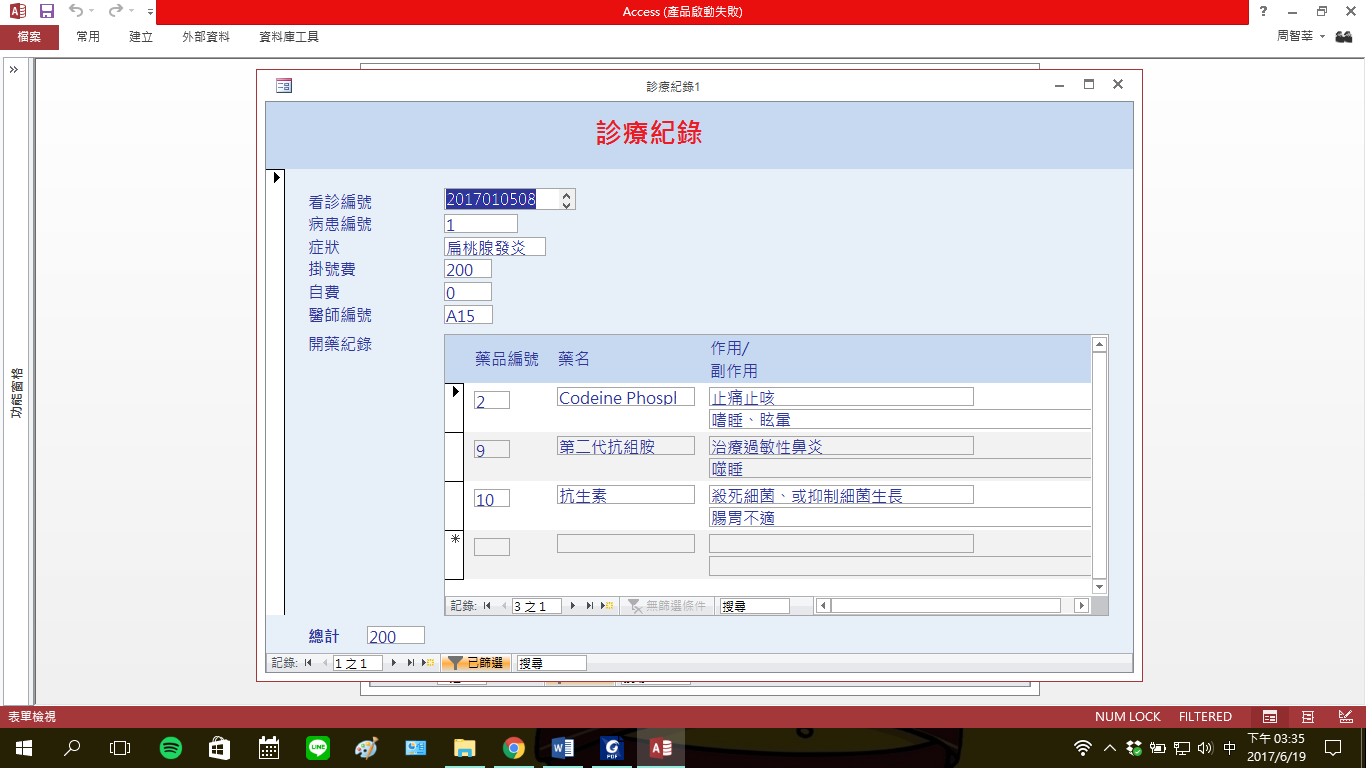 Access (產品啟動失敗)
?
檔案 常用 建立 外部資料 資料庫工具 周智莘
»
功能窗格
診療紀錄1
診療紀錄
看診編號 2017010508
病患編號 1
症狀 扁桃腺發炎
掛號費 200
自費 0
醫師編號 A15
開藥紀錄
藥品編號 藥名 作用/
副作用
2 Codeine Phospl 止痛止咳
嗜睡、眩暈
9 第二代抗組胺 治療過敏性鼻炎
噬睡
10 抗生素 殺死細菌、或抑制細菌生長
腸胃不適
*
記錄: 3 之 1 無篩選條件 搜尋
總計 200
記錄: 1 之 1 已篩選 搜尋
表單檢視 NUM LOCK FILTERED
中 下午 03:35
2017/6/19